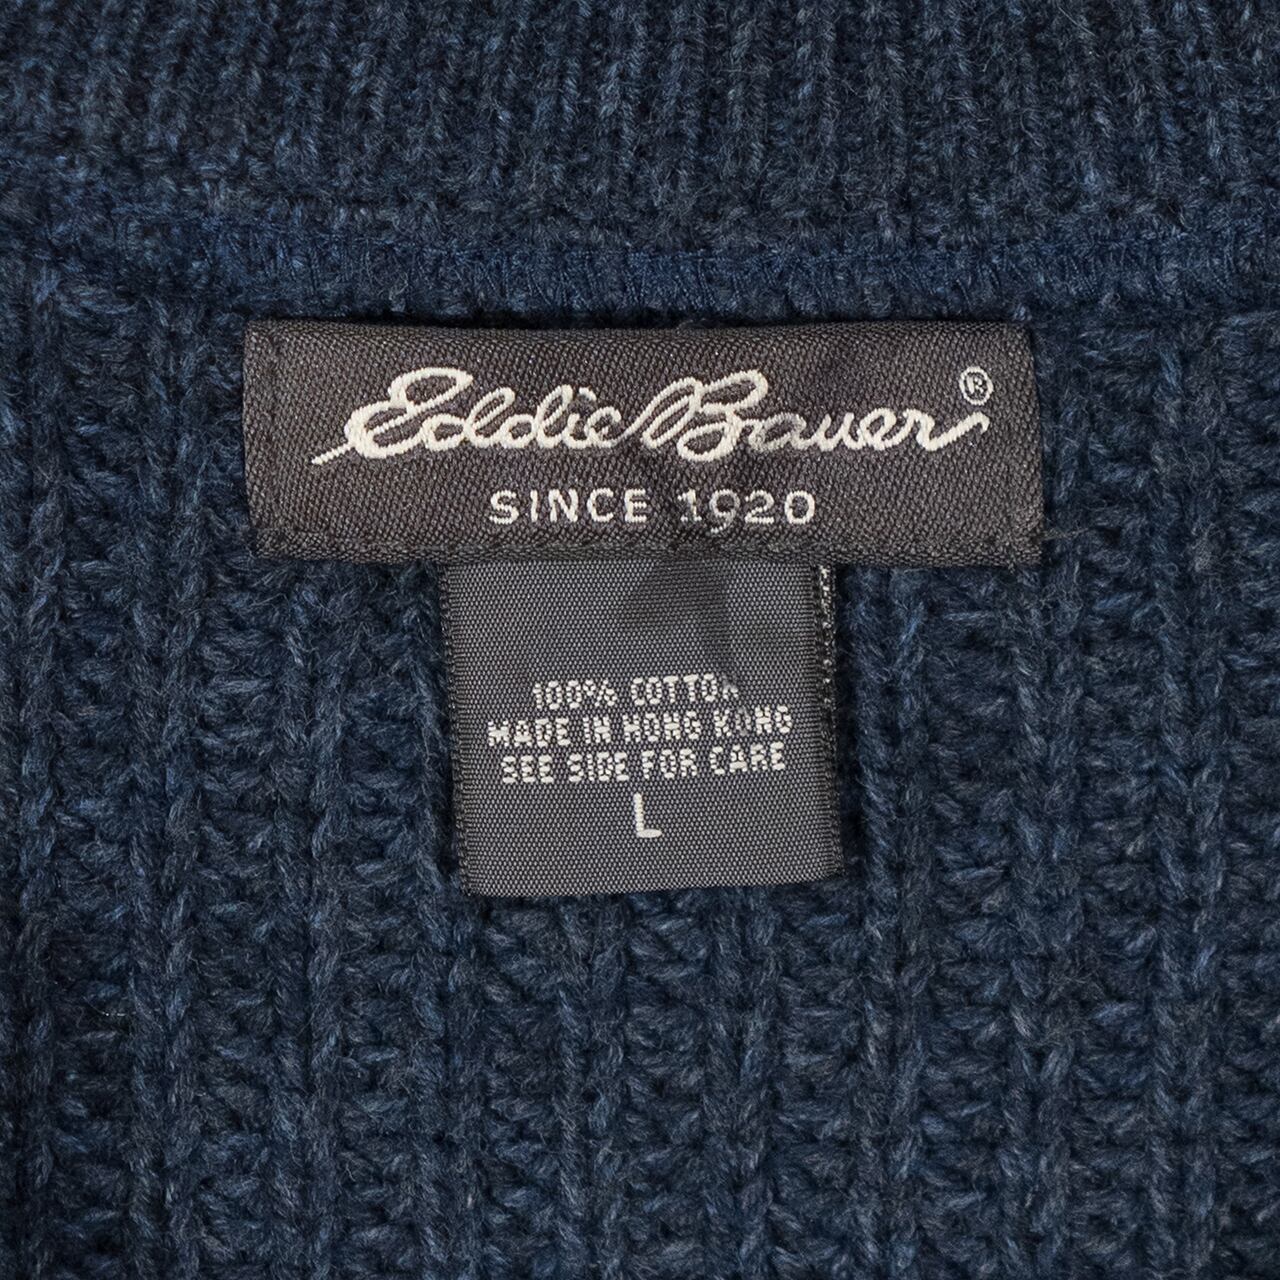 Eddie Bauer®
SINCE 1920
100% COTTON
MADE IN HONG KONG
SEE SIDE FOR CARE
L